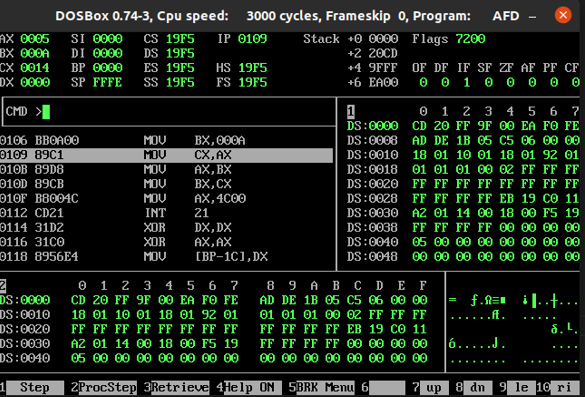 DOSBox 0.74-3, Cpu speed: 3000 cycles, Frameskip 0, Program: AFD
AX 0005 SI 0000 CS 19F5 IP 0109 Stack +0 0000 Flags 7200
BX 000A DI 0000 DS 19F5 +2 20CD
CX 0014 BP 0000 ES 19F5 HS 19F5 +4 9FFF OF DF IF SF ZF AF PF CF
DX 0000 SP FFFE SS 19F5 FS 19F5 +6 EA00 0 0 1 0 0 0 0 0
CMD >
0106 BB0A00 MOV BX,000A
0109 89C1 MOV CX,AX
010B 89D8 MOV AX,BX
010D 89CB MOV BX,CX
010F B8004C MOV AX,4C00
0112 CD21 INT 21
0114 31D2 XOR DX,DX
0116 31C0 XOR AX,AX
0118 8956E4 MOV [BP-1C],DX
1 0 1 2 3 4 5 6 7
DS:0000 CD 20 FF 9F 00 EA F0 FE
DS:0008 AD DE 1B 05 C5 06 00 00
DS:0010 18 01 10 01 18 01 92 01
DS:0018 01 01 01 00 02 FF FF FF
DS:0020 FF FF FF FF FF FF FF FF
DS:0028 FF FF FF FF EB 19 C0 11
DS:0030 A2 01 14 00 18 00 F5 19
DS:0038 FF FF FF FF 00 00 00 00
DS:0040 05 00 00 00 00 00 00 00
DS:0048 00 00 00 00 00 00 00 00
2 0 1 2 3 4 5 6 7 8 9 A B C D E F
DS:0000 CD 20 FF 9F 00 EA F0 FE AD DE 1B 05 C5 06 00 00
DS:0010 18 01 10 01 18 01 92 01 01 01 01 00 02 FF FF FF
DS:0020 FF FF FF FF FF FF FF FF FF FF FF FF EB 19 C0 11
DS:0030 A2 01 14 00 18 00 F5 19 FF FF FF FF 00 00 00 00
DS:0040 05 00 00 00 00 00 00 00 00 00 00 00 00 00 00 00
1 Step 2 ProcStep 3 Retrieve 4 Help ON 5 BRK Menu 6 7 up 8 dn 9 le 10 ri